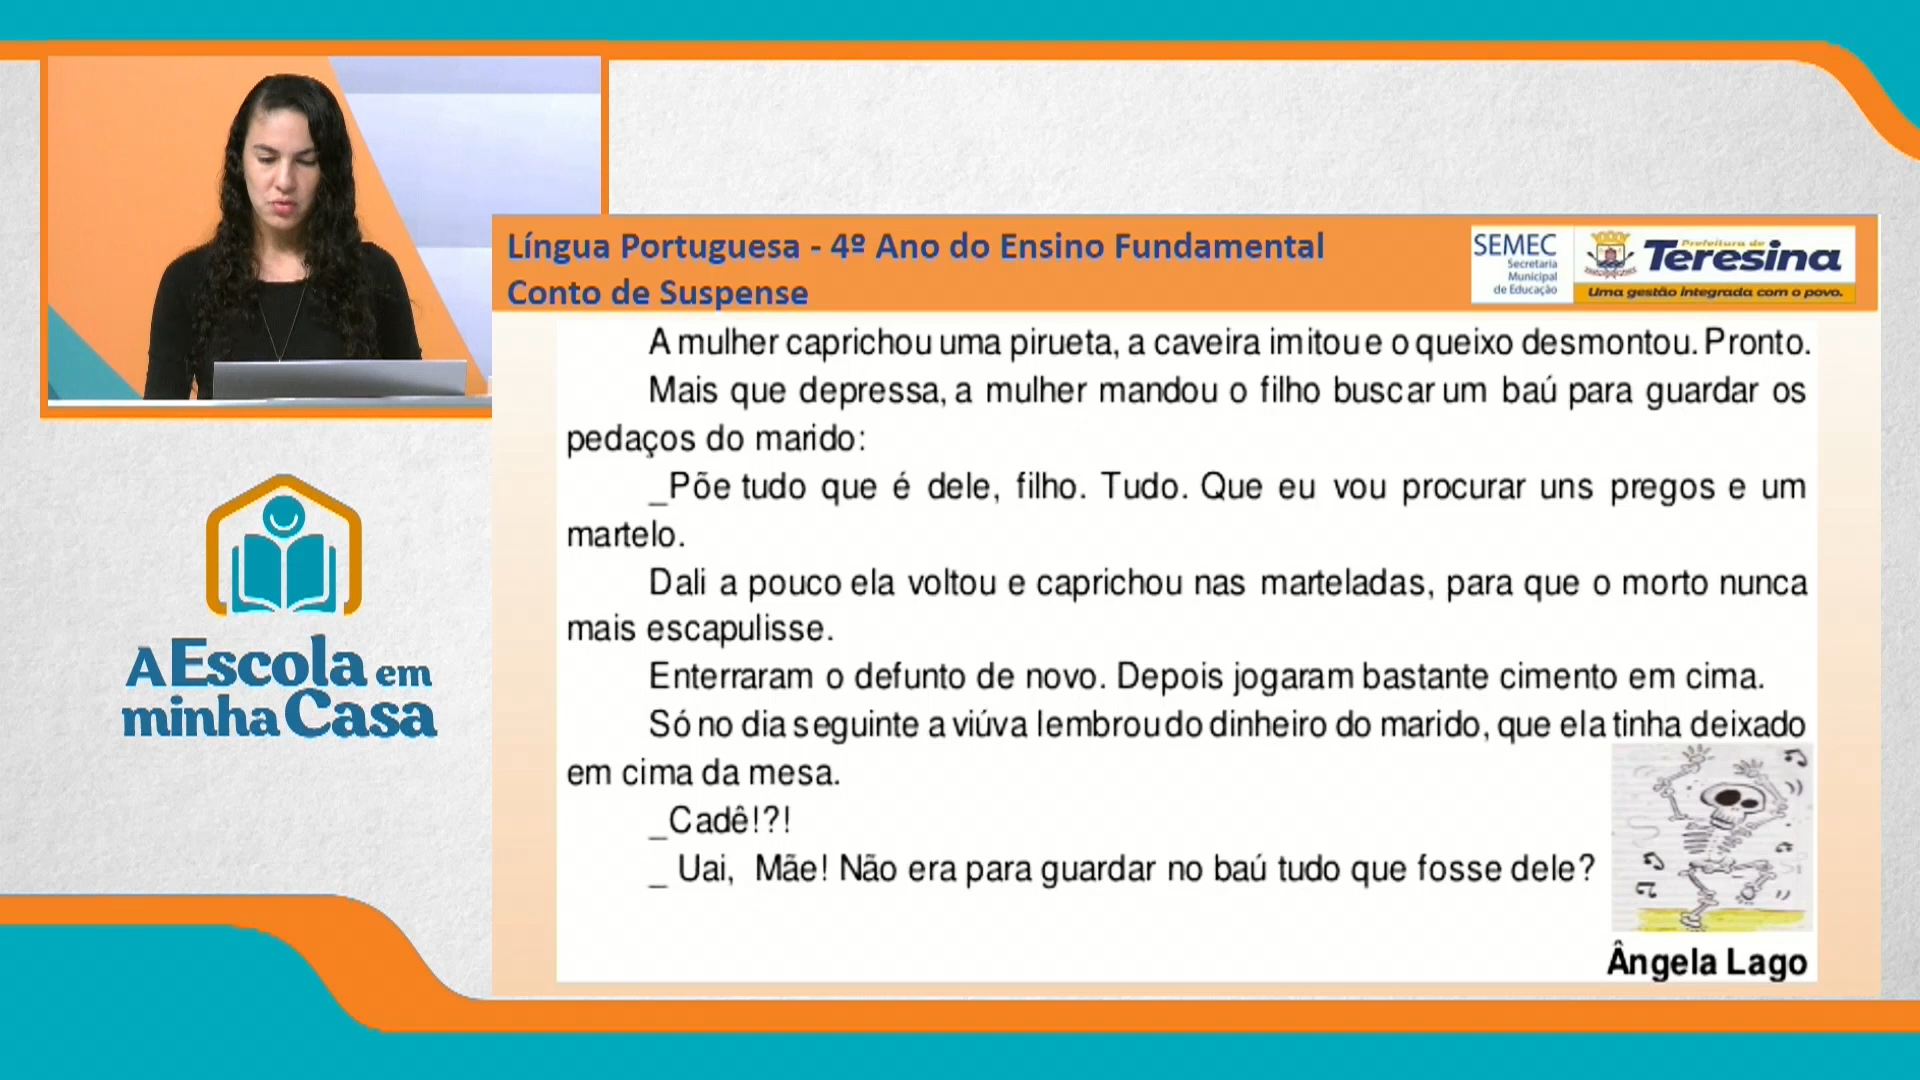 Língua Portuguesa - 4º Ano do Ensino Fundamental
Conto de Suspense
SEMEC
Secretaria
Municipal
de Educação
Prefeitura de
Teresina
Uma gestão integrada com o povo.
A mulher caprichou uma pirueta, a caveira imitou e o queixo desmontou. Pronto.
Mais que depressa, a mulher mandou o filho buscar um baú para guardar os
pedaços do marido:
_Põe tudo que é dele, filho. Tudo. Que eu vou procurar uns pregos e um
martelo.
Dali a pouco ela voltou e caprichou nas marteladas, para que o morto nunca
mais escapulisse.
Enterraram o defunto de novo. Depois jogaram bastante cimento em cima.
Só no dia seguinte a viúva lembrou do dinheiro do marido, que ela tinha deixado
em cima da mesa.
_Cadê!?!
_ Uai, Mãe! Não era para guardar no baú tudo que fosse dele?
Ângela Lago
A Escola em
minha Casa